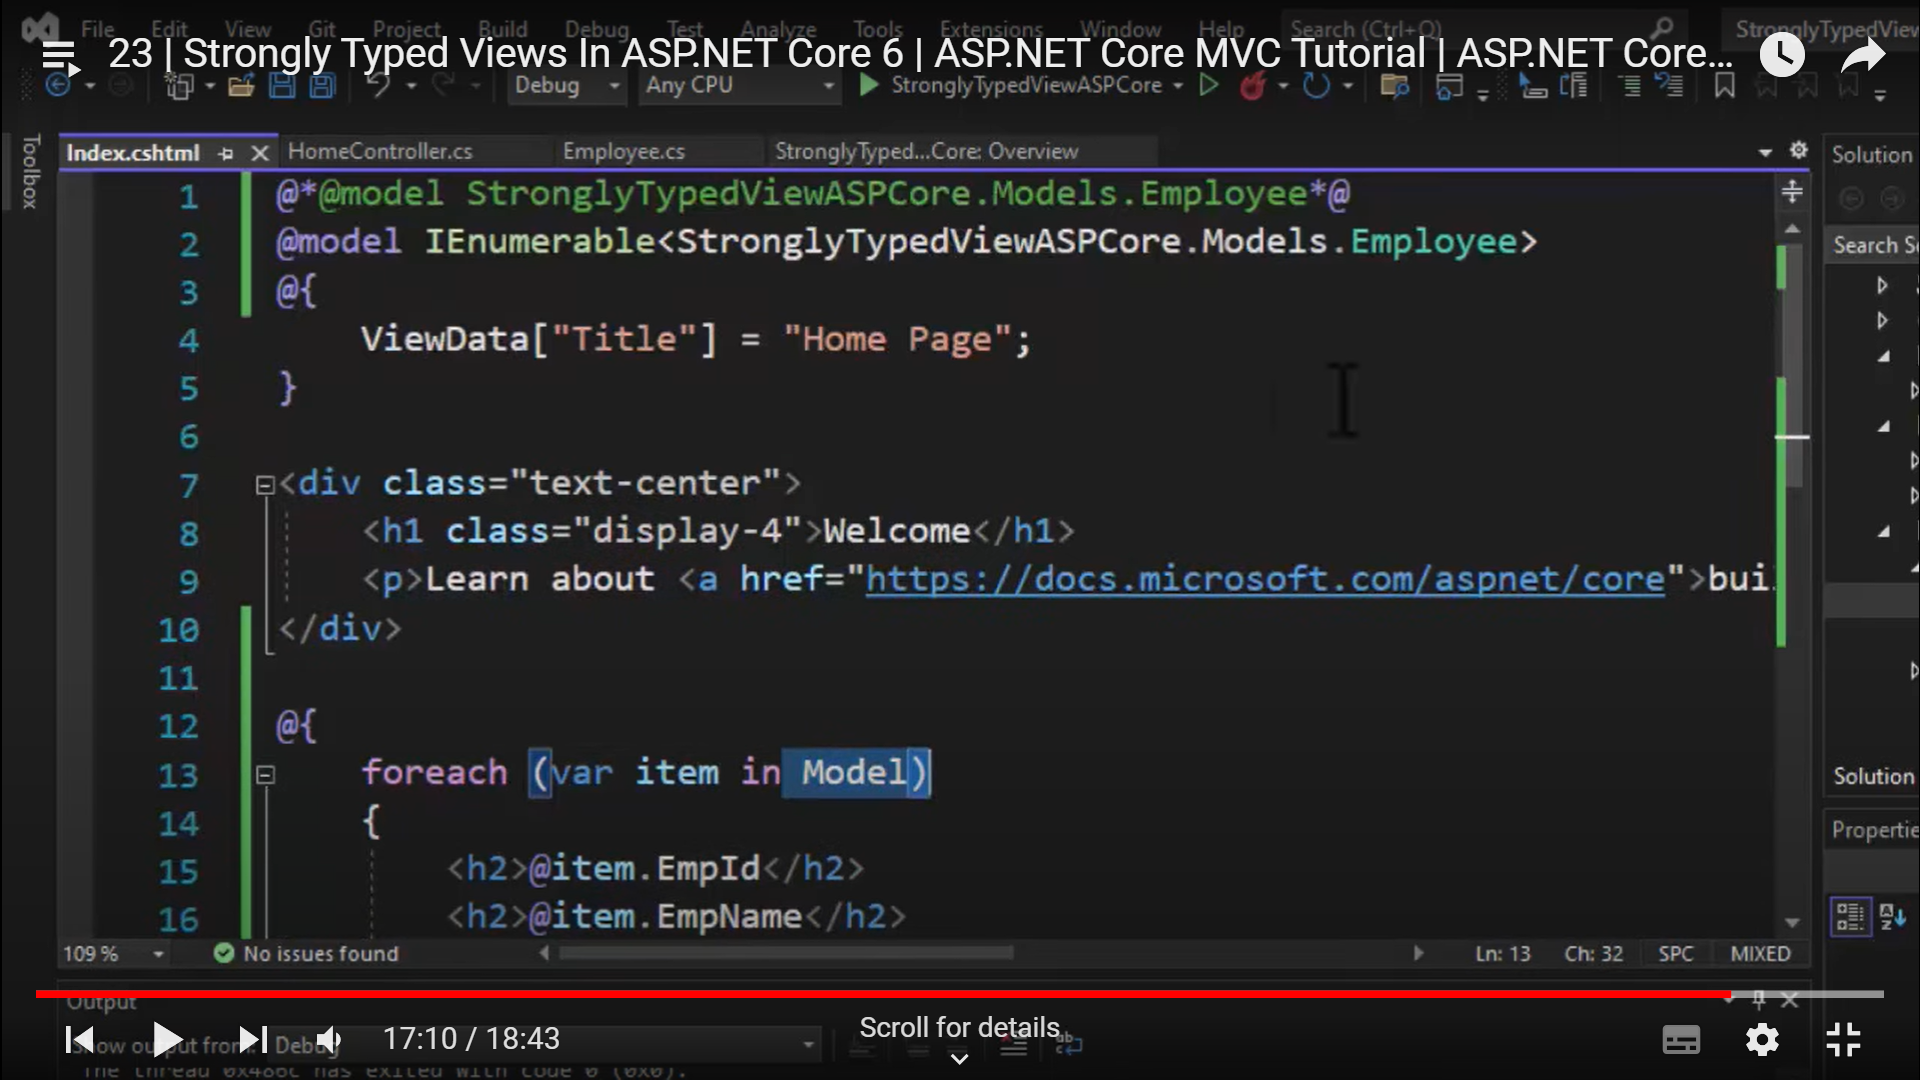 File Edit View Git Project Build Debug Test Analyze Tools Extensions Window Help Search (Ctrl+Q)
23 | Strongly Typed Views In ASP.NET Core 6 | ASP.NET Core MVC Tutorial | ASP.NET Core...
Debug Any CPU StronglyTypedViewASPCore
Toolbox
Index.cshtml HomeController.cs Employee.cs StronglyTyped...Core: Overview
Solution
1 @*@model StronglyTypedViewASPCore.Models.Employee*@
2 @model IEnumerable<StronglyTypedViewASPCore.Models.Employee>
Search
3 @{
4 ViewData["Title"] = "Home Page";
5 }
6
7 <div class="text-center">
8 <h1 class="display-4">Welcome</h1>
9 <p>Learn about <a href="https://docs.microsoft.com/aspnet/core">bui
10 </div>
11
12 @{
13 foreach (var item in Model)
Solution
14 {
15 <h2>@item.EmpId</h2>
16 <h2>@item.EmpName</h2>
109 % No issues found Ln: 13 Ch: 32 SPC MIXED
Output
17:10 / 18:43
Scroll for details
Show output from: Debug
The thread 0x486c has exited with code 0 (0x0).